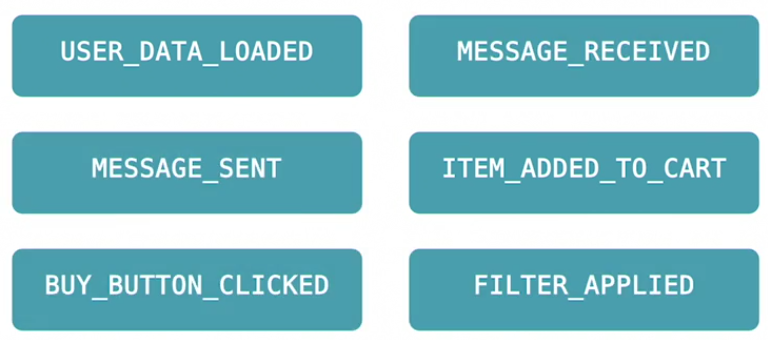 USER_DATA_LOADED
MESSAGE_RECEIVED
MESSAGE_SENT
ITEM_ADDED_TO_CART
BUY_BUTTON_CLICKED
FILTER_APPLIED